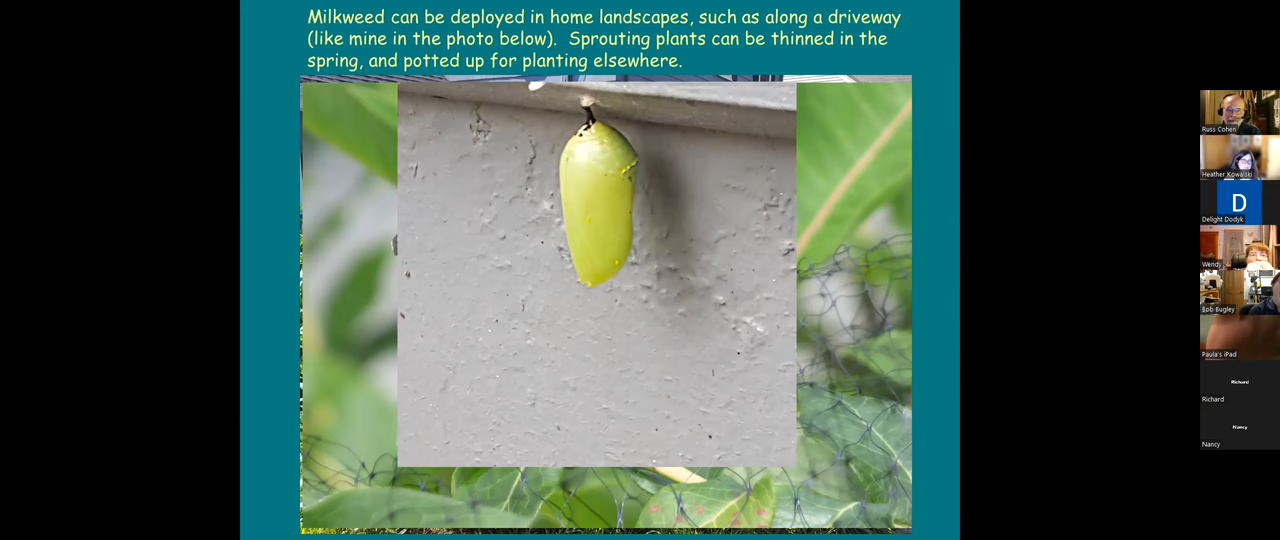 Milkweed can be deployed in home landscapes, such as along a driveway
(like mine in the photo below).  Sprouting plants can be thinned in the
spring, and potted up for planting elsewhere.
Russ Cohen
Heather Kowalski
D
Delight Dodyk
Wendy
Bob Bugley
Paula's iPad
Richard
Richard
Nancy
Nancy